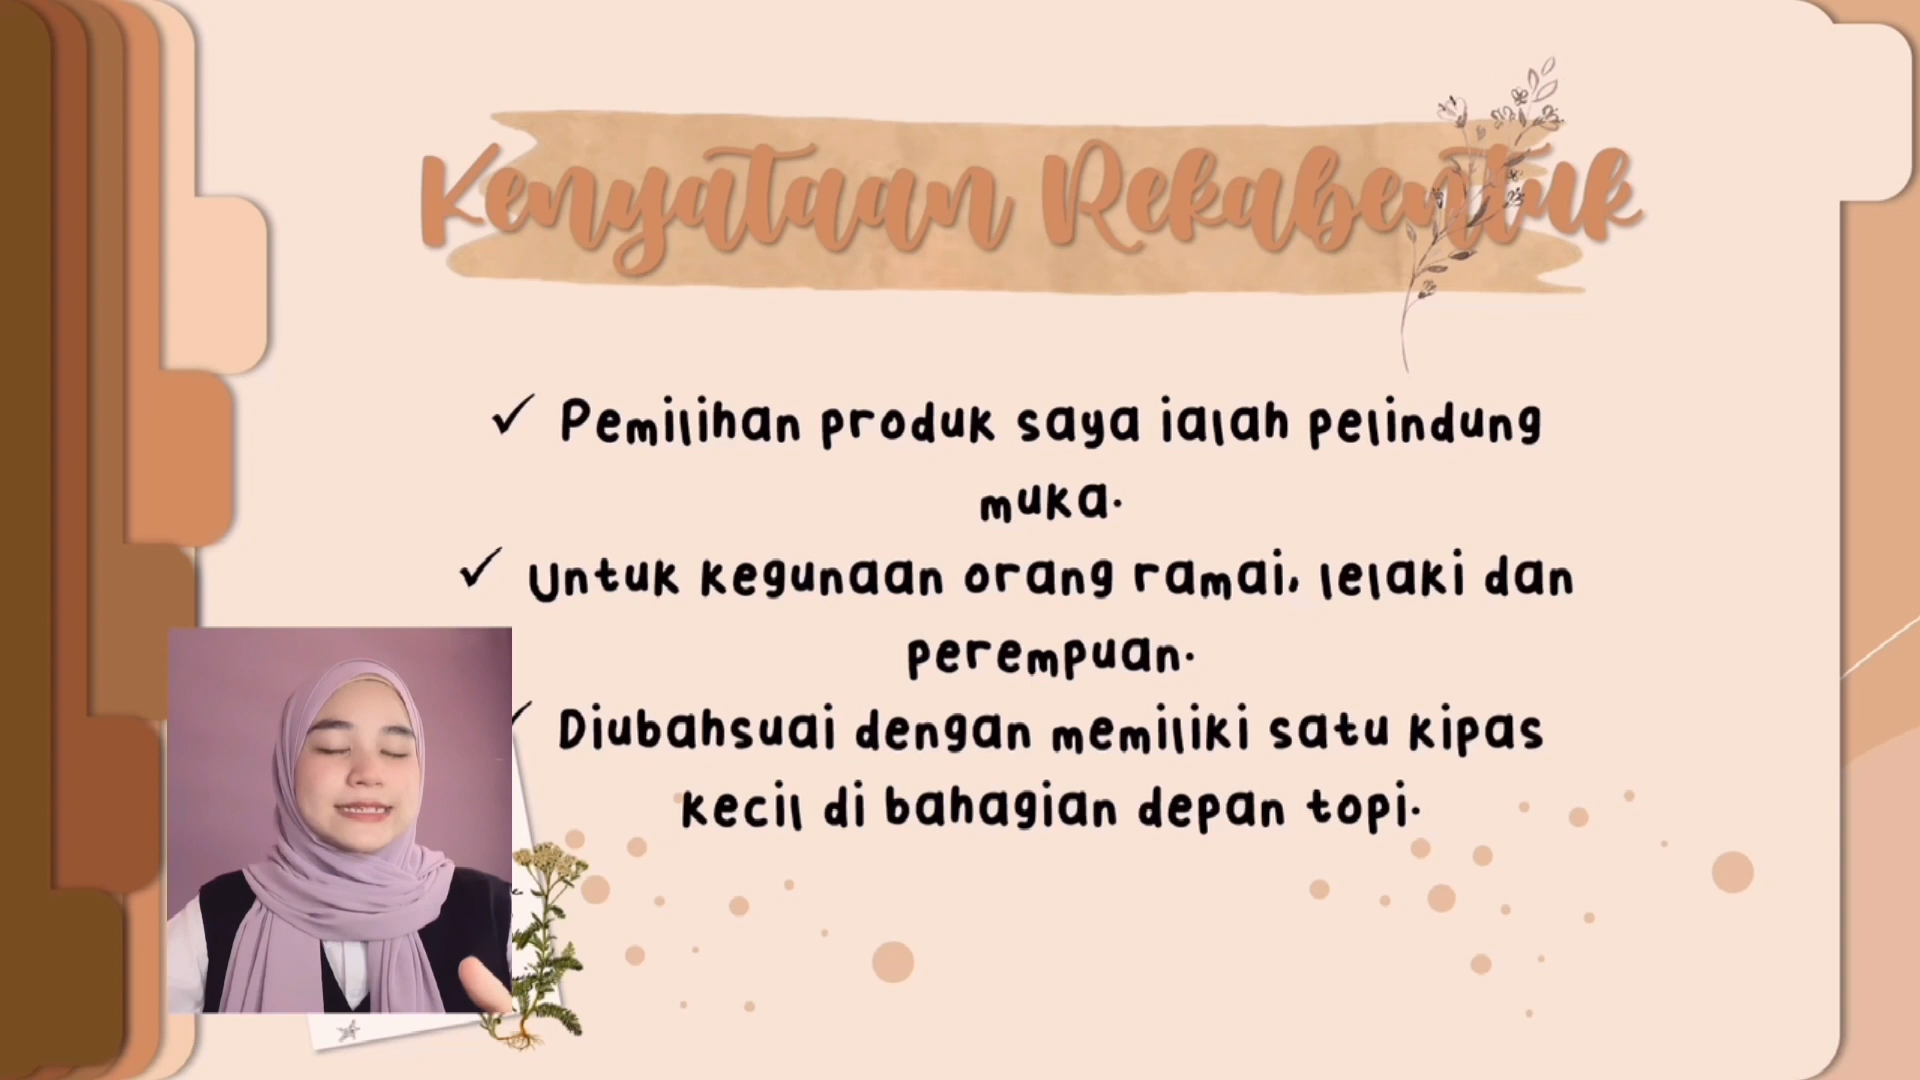 Kenyataan Rekabentuk
✓ Pemilihan produk saya ialah pelindung
muka.
✓ Untuk kegunaan orang ramai, lelaki dan
perempuan.
✓ Diubahsuai dengan memiliki satu kipas
kecil di bahagian depan topi.